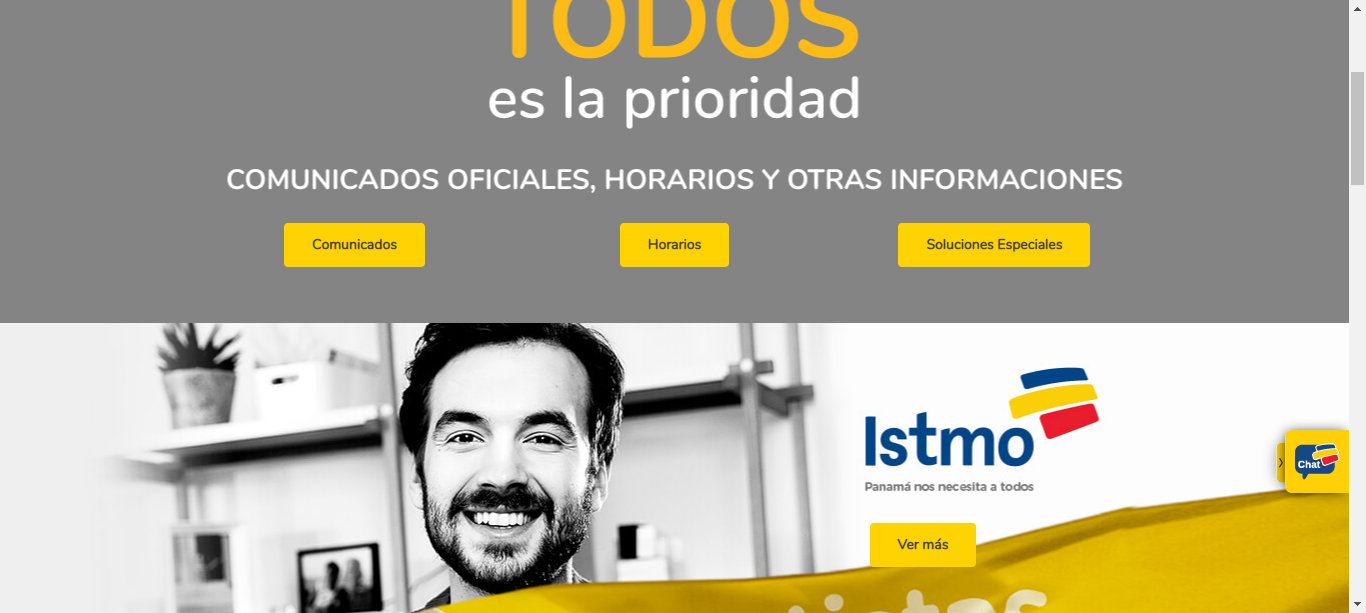 TODOS
es la prioridad
COMUNICADOS OFICIALES, HORARIOS Y OTRAS INFORMACIONES
Comunicados
Horarios
Soluciones Especiales
Istmo
Panamá nos necesita a todos
Chat
Ver más